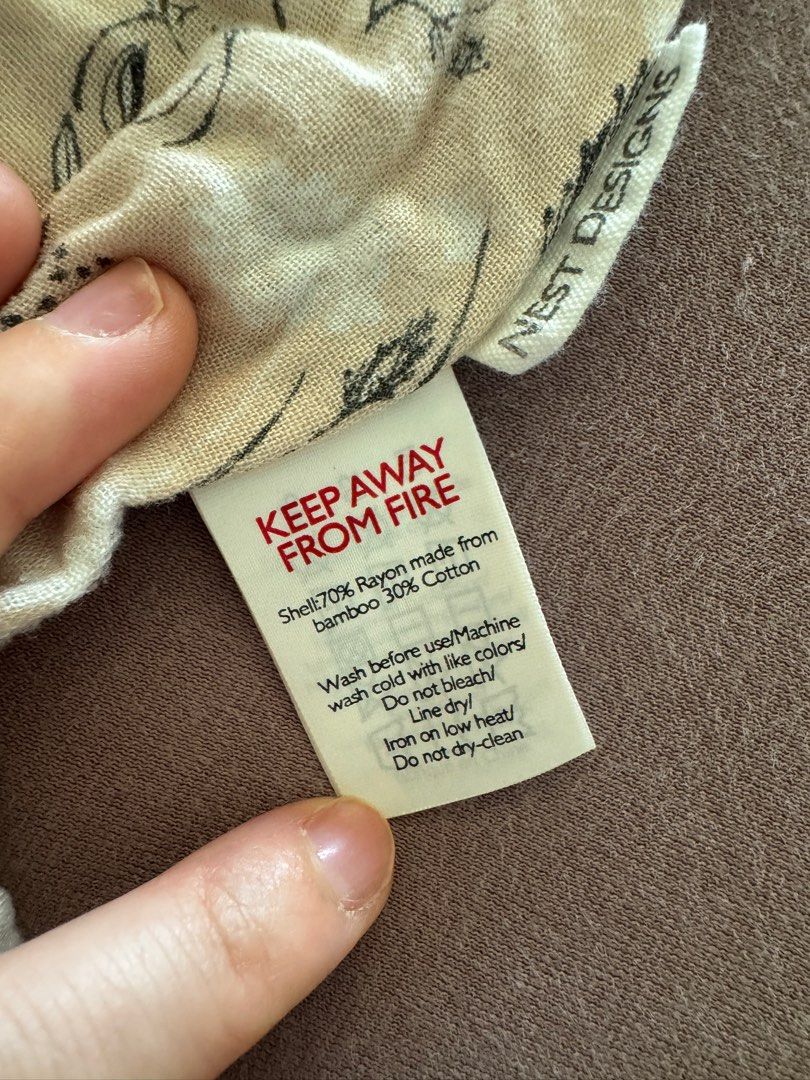 NEST DESIGNS
KEEP AWAY
FROM FIRE
Shell:70% Rayon made from
bamboo 30% Cotton
Wash before use/Machine
wash cold with like colors/
Do not bleach/
Line dry/
Iron on low heat/
Do not dry-clean